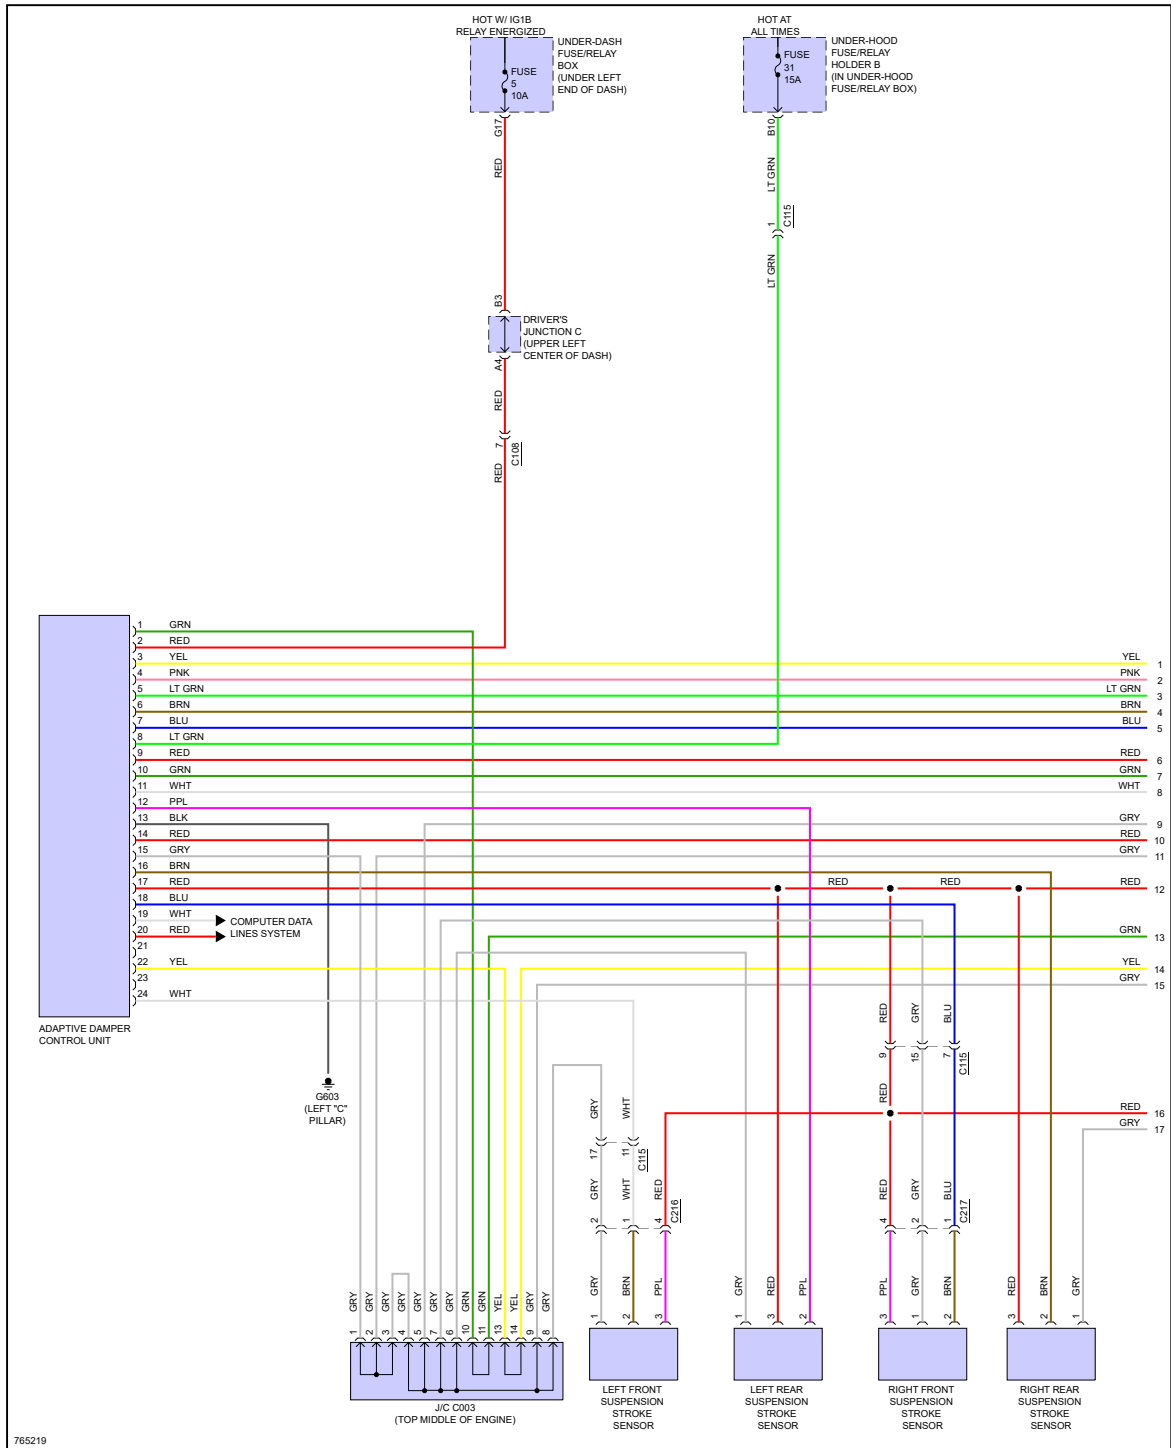 HOT W/ IG1B
RELAY ENERGIZED
HOT AT
ALL TIMES
UNDER-DASH
FUSE/RELAY
BOX
(UNDER LEFT
END OF DASH)
FUSE
5
10A
UNDER-HOOD
FUSE/RELAY
HOLDER B
(IN UNDER-HOOD
FUSE/RELAY BOX)
FUSE
31
15A
G17
RED
B10
LT GRN
1
C115
LT GRN
B3
DRIVER'S
JUNCTION C
(UPPER LEFT
CENTER OF DASH)
A4
RED
7
C108
RED
1 GRN
2 RED
3 YEL YEL 1
4 PNK PNK 2
5 LT GRN LT GRN 3
6 BRN BRN 4
7 BLU BLU 5
8 LT GRN
9 RED RED 6
10 GRN GRN 7
11 WHT WHT 8
12 PPL
13 BLK GRY 9
14 RED RED 10
15 GRY GRY 11
16 BRN
17 RED RED RED RED 12
18 BLU
19 WHT COMPUTER DATA
20 RED LINES SYSTEM
GRN 13
21
22 YEL YEL 14
23 GRY 15
24 WHT
ADAPTIVE DAMPER
CONTROL UNIT
G603
(LEFT "C"
PILLAR)
RED GRY BLU
9 15 7 C115
RED
RED 16
GRY 17
GRY WHT
17 11 C115
GRY WHT RED
2 1 4 C216
RED GRY BLU
4 2 1 C217
GRY GRY GRY GRY GRY GRY GRY GRN GRN YEL YEL GRY GRY
1 2 3 4 5 7 6 10 11 13 14 9 8
GRY BRN PPL
1 2 3
GRY RED PPL
1 3 2
PPL GRY BRN
3 1 2
RED BRN GRY
3 2 1
J/C C003
(TOP MIDDLE OF ENGINE)
LEFT FRONT
SUSPENSION
STROKE
SENSOR
LEFT REAR
SUSPENSION
STROKE
SENSOR
RIGHT FRONT
SUSPENSION
STROKE
SENSOR
RIGHT REAR
SUSPENSION
STROKE
SENSOR
765219